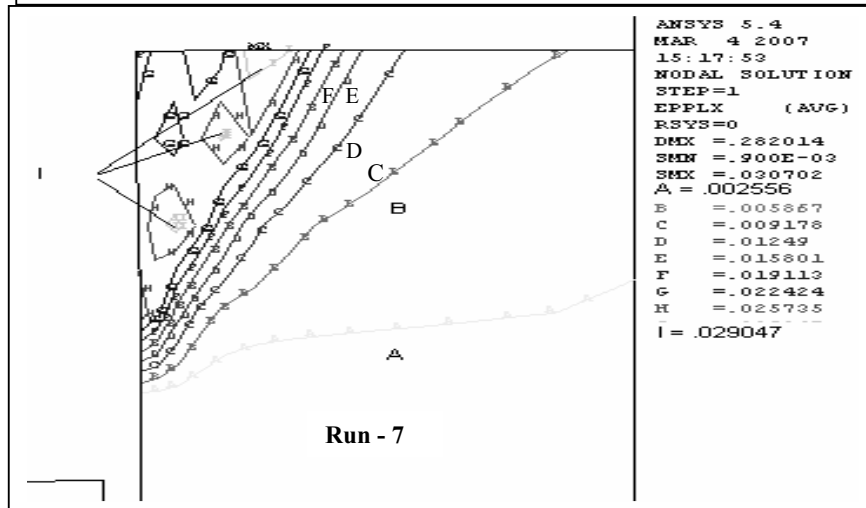 MX
F E
D
C
I
B
A
Run - 7
ANSYS 5.4
MAR 4 2007
15:17:53
NODAL SOLUTION
STEP=1
EPPLX (AVG)
RSYS=0
DMX =.282014
SMN =.900E-03
SMX =.030702
A = .002556
B =.005867
C =.009178
D =.01249
E =.015801
F =.019113
G =.022424
H =.025735
I = .029047